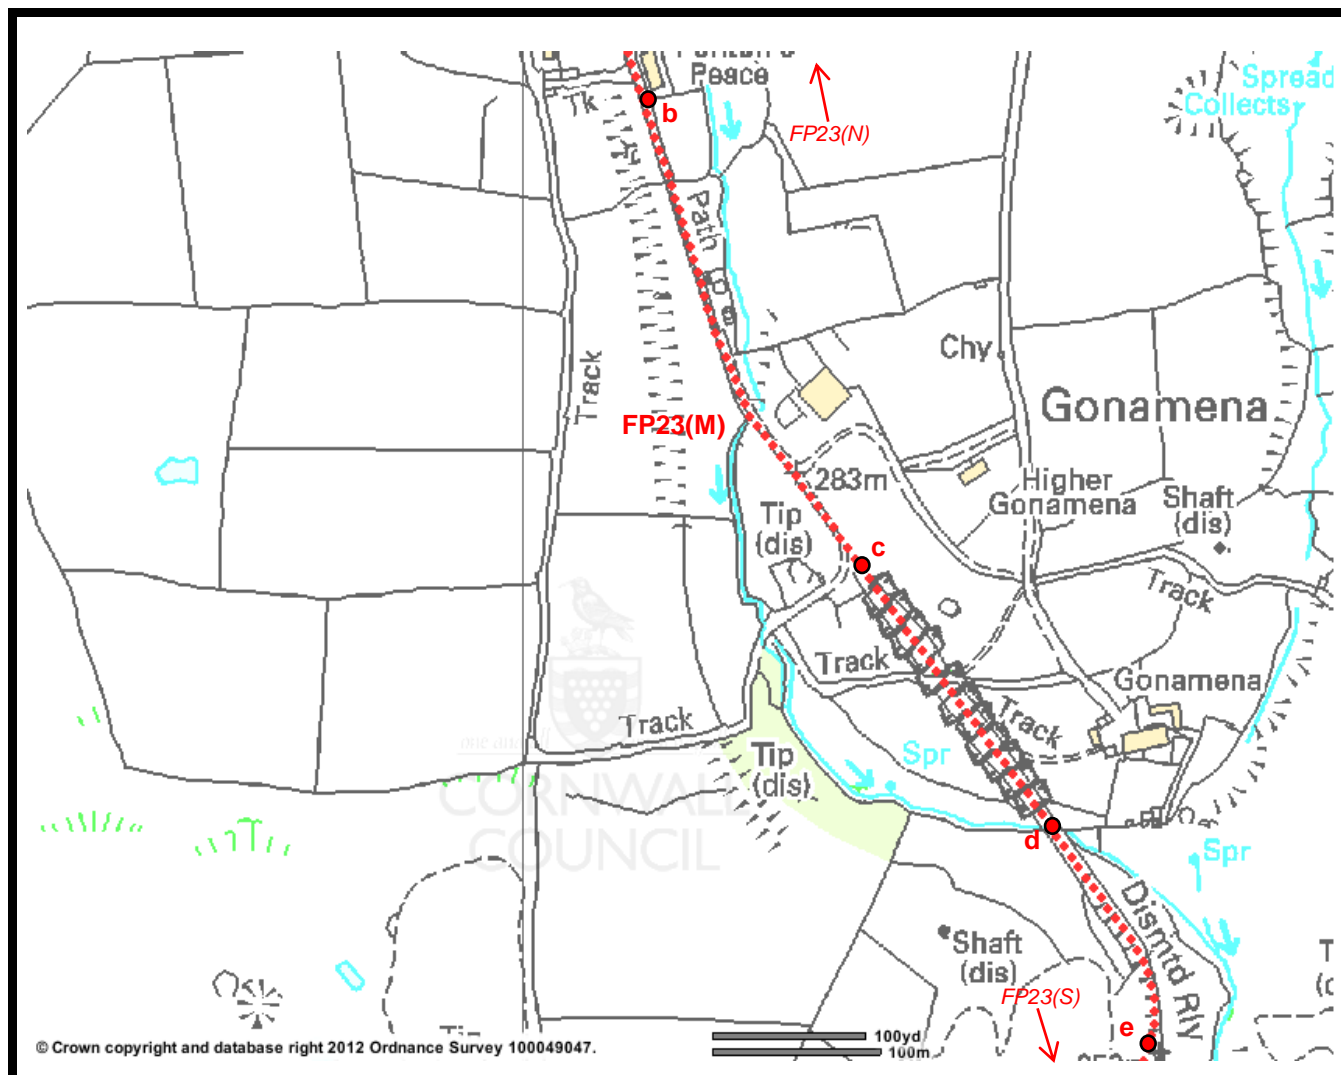 Peace
Spread
Collects
Tk
b
FP23(N)
Path
Track
Chy
Gonamena
FP23(M)
283m
Higher
Gonamena
Shaft
(dis)
Tip
(dis)
c
Track
Track
Gonamena
Track
Track
Tip
(dis)
Spr
CORNWALL
COUNCIL
d
Spr
Dismtd Rly
Shaft
(dis)
FP23(S)
e
100yd
100m
© Crown copyright and database right 2012 Ordnance Survey 100049047.